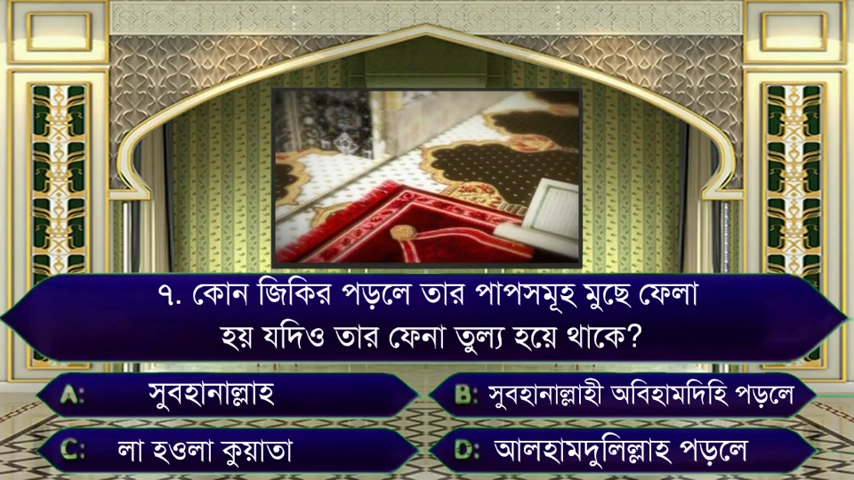 ৭. কোন জিকির পড়লে তার পাপসমূহ মুছে ফেলা
হয় যদিও তার ফেনা তুল্য হয়ে থাকে?
A: সুবহানাল্লাহ
B: সুবহানাল্লাহী অবিহামদিহি পড়লে
C: লা হওলা কুয়াতা
D: আলহামদুলিল্লাহ পড়লে